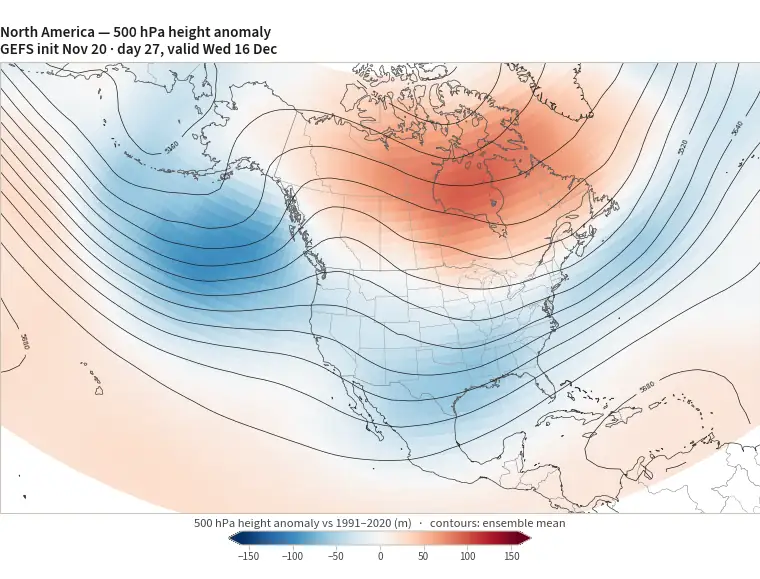 North America — 500 hPa height anomaly
GEFS init Nov 20 · day 27, valid Wed 16 Dec
5160
5320
5640
5880
5880
500 hPa height anomaly vs 1991–2020 (m) · contours: ensemble mean
−150 −100 −50 0 50 100 150